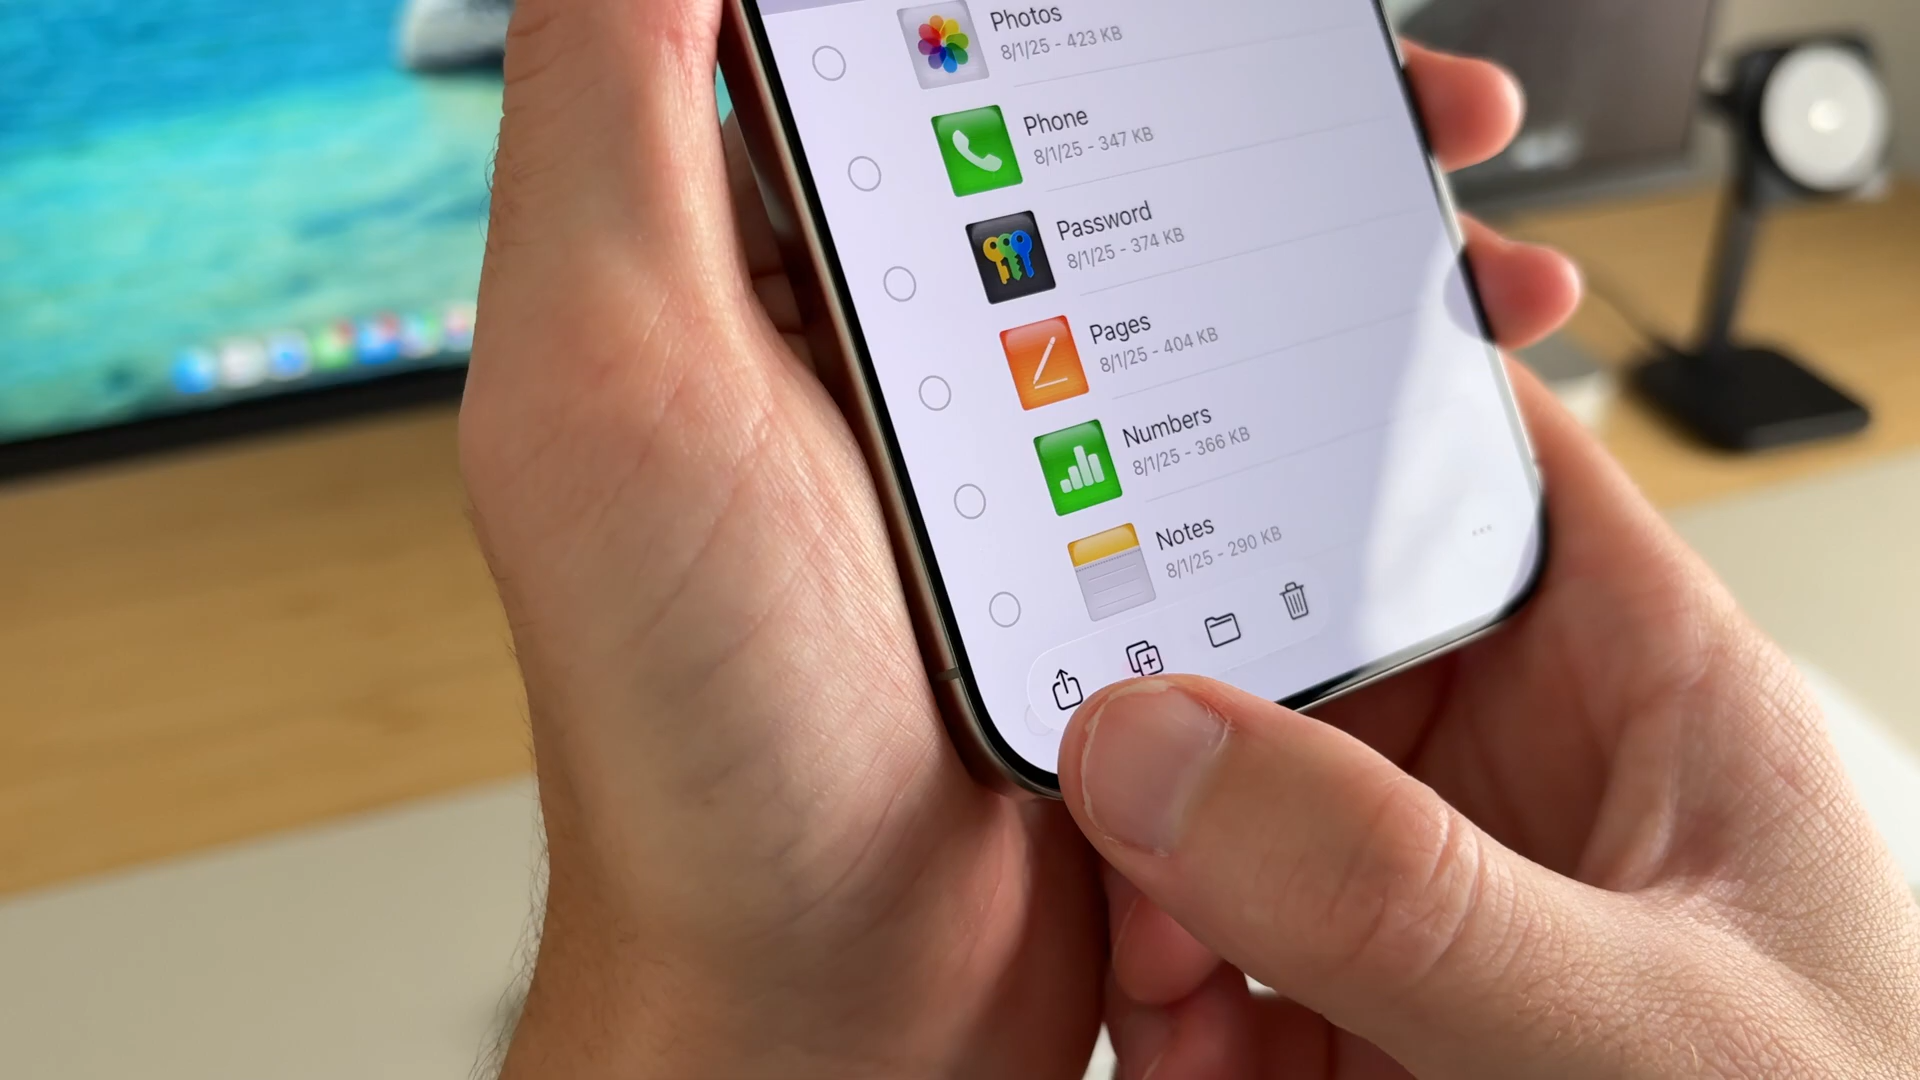 Photos
8/1/25 - 423 KB
Phone
8/1/25 - 347 KB
Password
8/1/25 - 374 KB
Pages
8/1/25 - 404 KB
Numbers
8/1/25 - 366 KB
Notes
8/1/25 - 290 KB